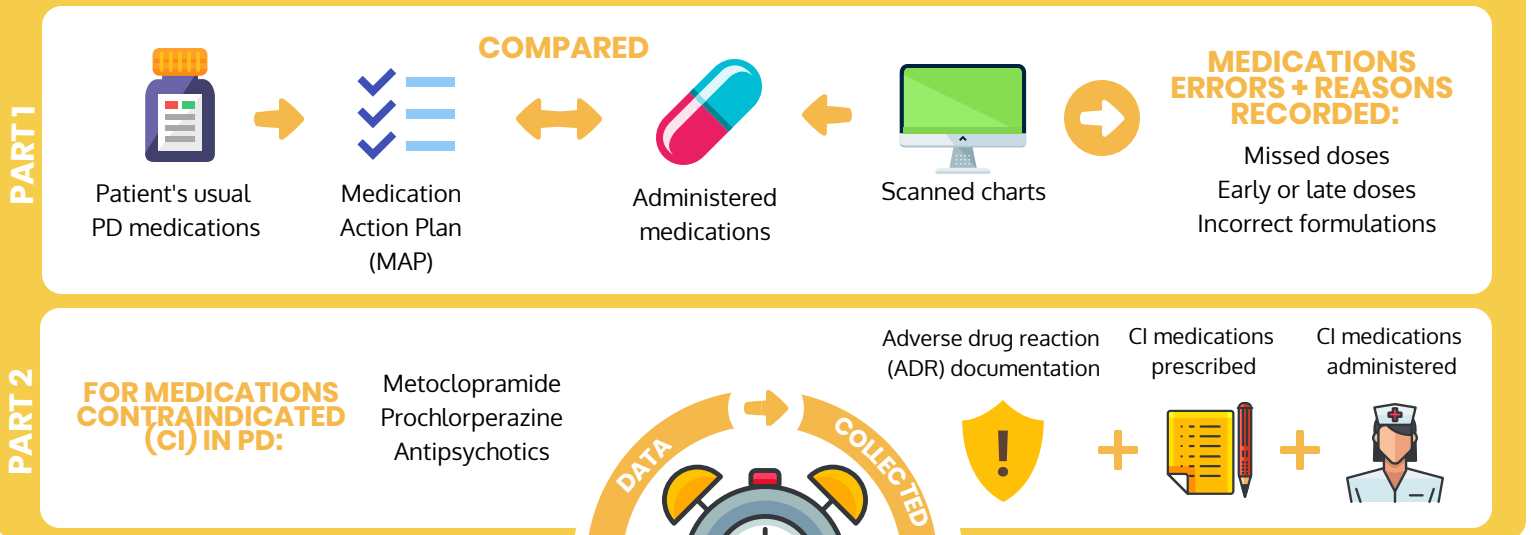 PART 1
COMPARED
Patient's usual
PD medications
Medication
Action Plan
(MAP)
Administered
medications
Scanned charts
MEDICATIONS
ERRORS + REASONS
RECORDED:
Missed doses
Early or late doses
Incorrect formulations
PART 2
FOR MEDICATIONS
CONTRAINDICATED
(CI) IN PD:
Metoclopramide
Prochlorperazine
Antipsychotics
DATA
COLLECTED
Adverse drug reaction
(ADR) documentation
CI medications
prescribed
CI medications
administered